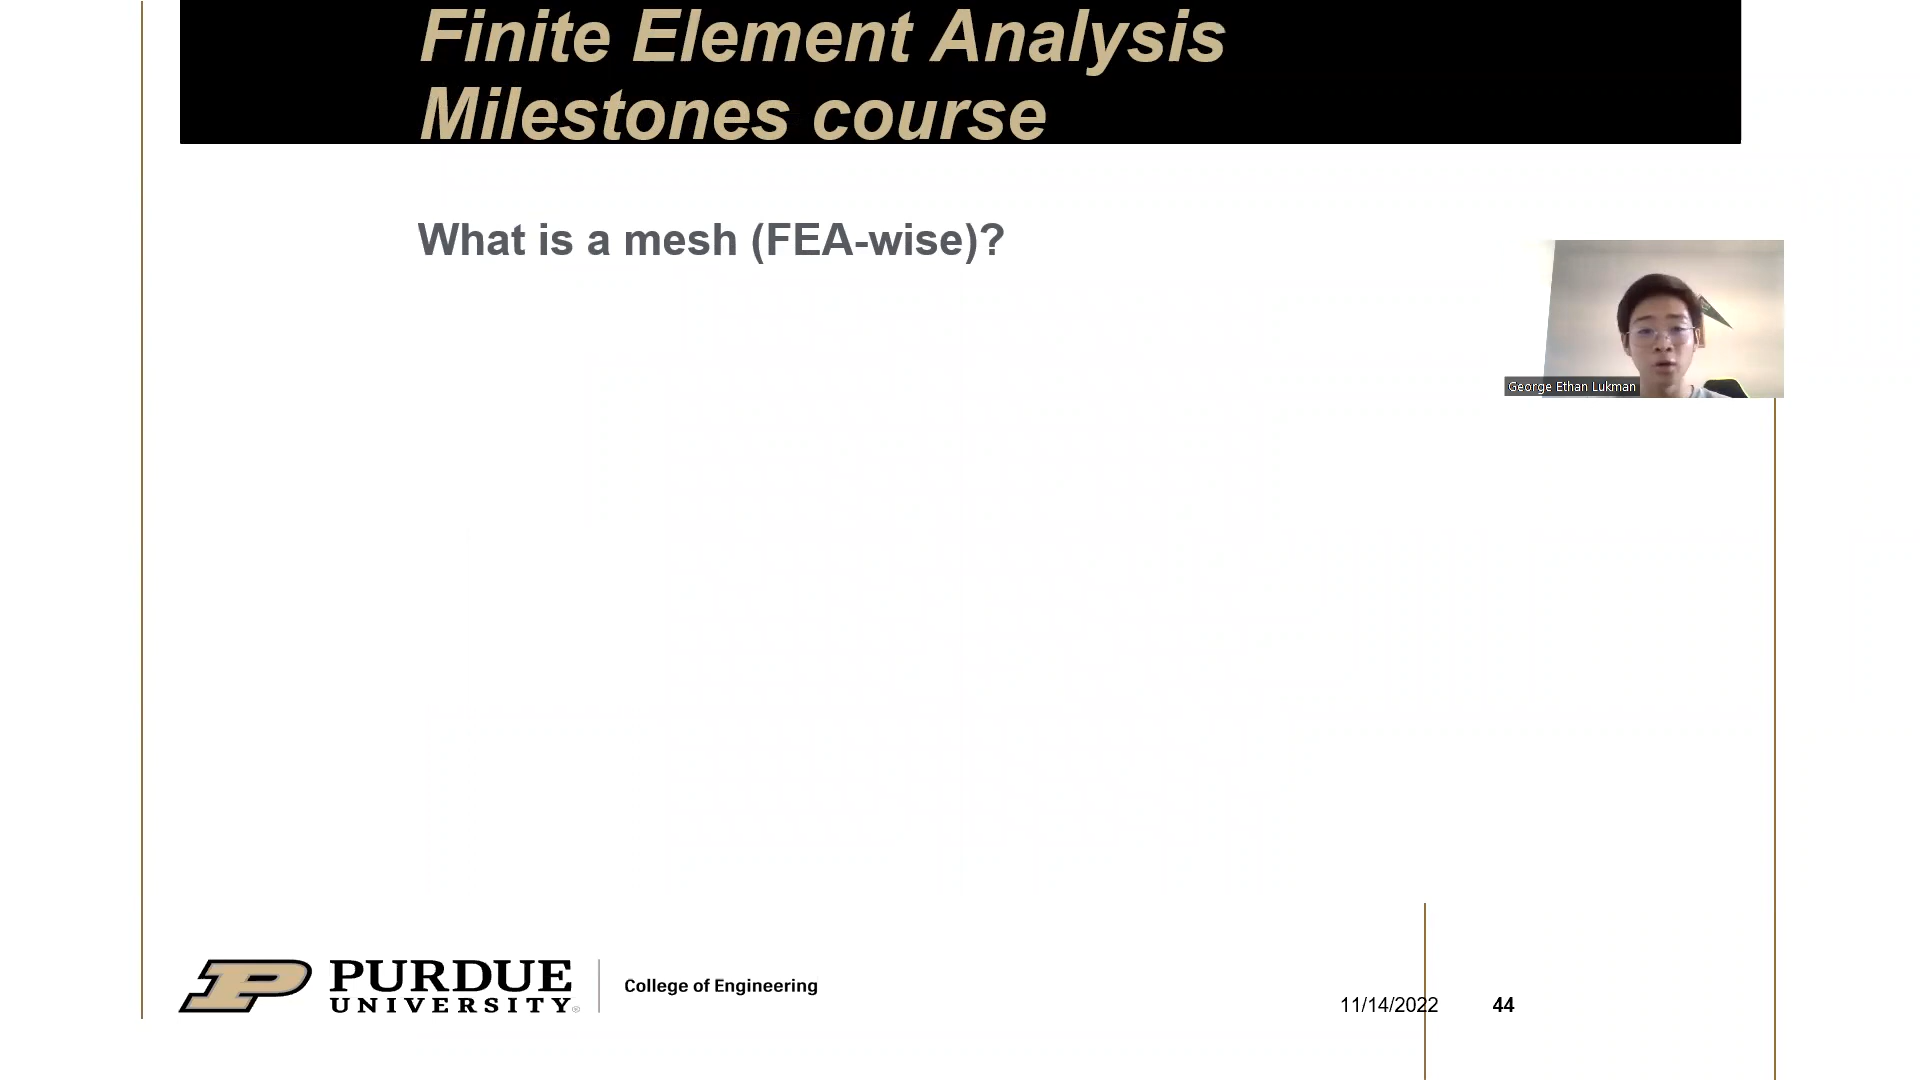 Finite Element Analysis
Milestones course
What is a mesh (FEA-wise)?
George Ethan Lukman
PURDUE
UNIVERSITY®
College of Engineering
11/14/2022
44